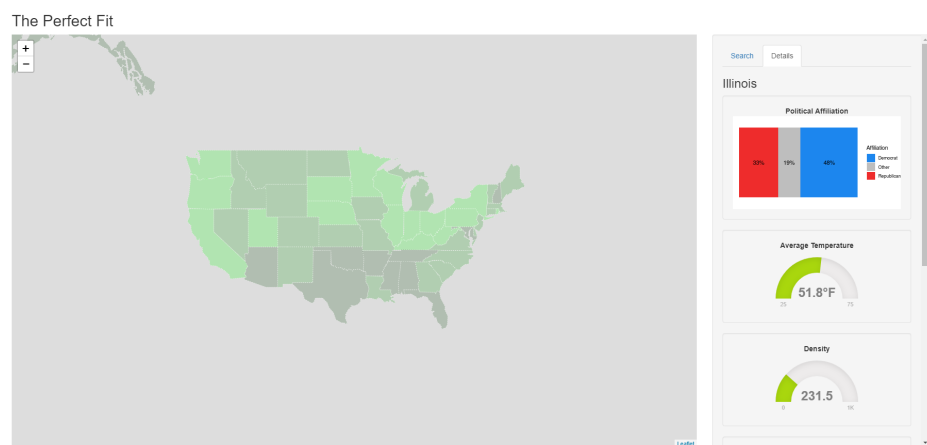 The Perfect Fit
+
−
Search Details
Illinois
Political Affiliation
33% 19% 48%
Affiliation
Democrat
Other
Republican
Average Temperature
51.8°F
25 75
Density
231.5
0 9K
Leaflet